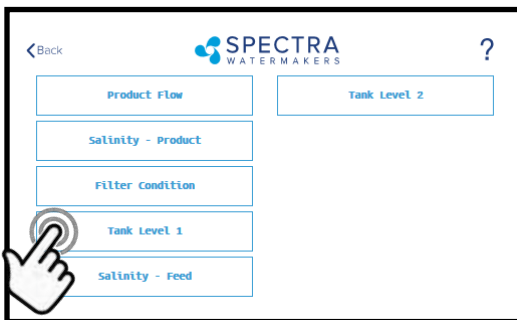 Back
SPECTRA
WATERMAKERS
?
Product Flow
Tank Level 2
Salinity - Product
Filter Condition
Tank Level 1
Salinity - Feed